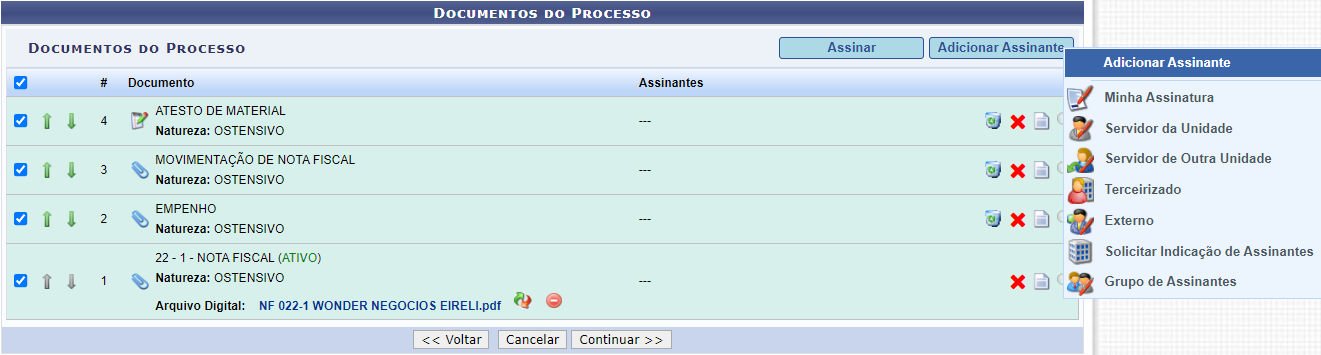 DOCUMENTOS DO PROCESSO
DOCUMENTOS DO PROCESSO
Assinar
Adicionar Assinante
Adicionar Assinante
# Documento Assinantes
Minha Assinatura
4 ATESTO DE MATERIAL ---
Natureza: OSTENSIVO
Servidor da Unidade
Servidor de Outra Unidade
3 MOVIMENTAÇÃO DE NOTA FISCAL ---
Natureza: OSTENSIVO
Terceirizado
2 EMPENHO ---
Natureza: OSTENSIVO
Externo
Solicitar Indicação de Assinantes
1 22 - 1 - NOTA FISCAL (ATIVO) ---
Natureza: OSTENSIVO
Grupo de Assinantes
Arquivo Digital: NF 022-1 WONDER NEGOCIOS EIRELI.pdf
<< Voltar Cancelar Continuar >>